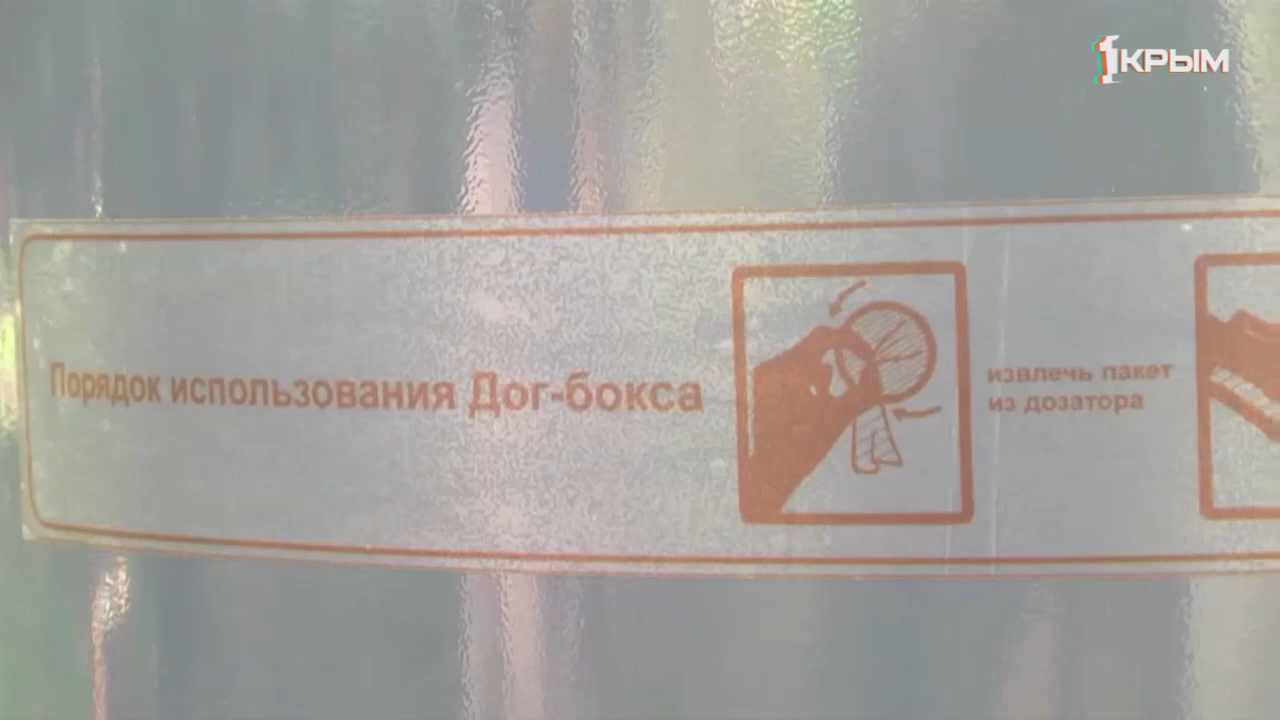 1КРЫМ
Порядок использования Дог-бокса
извлечь пакет
из дозатора